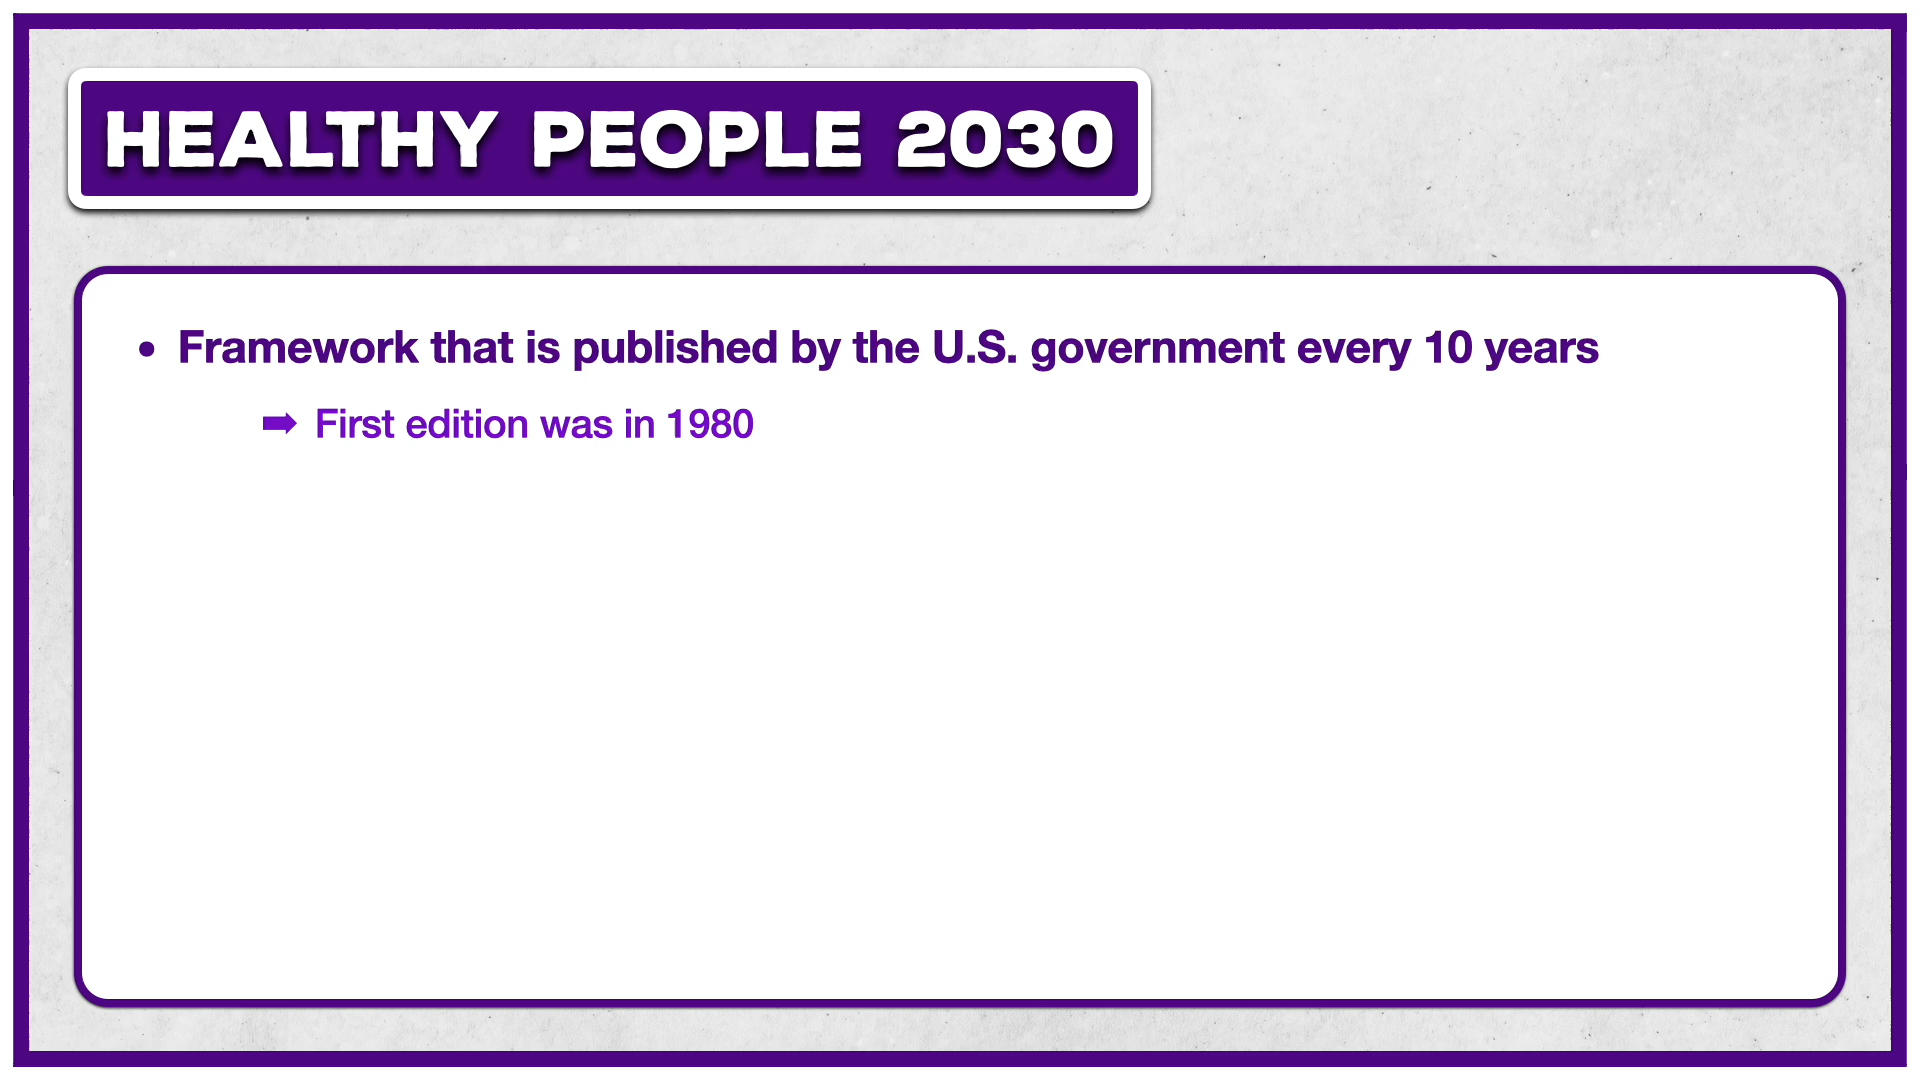 HEALTHY PEOPLE 2030
• Framework that is published by the U.S. government every 10 years
➡ First edition was in 1980